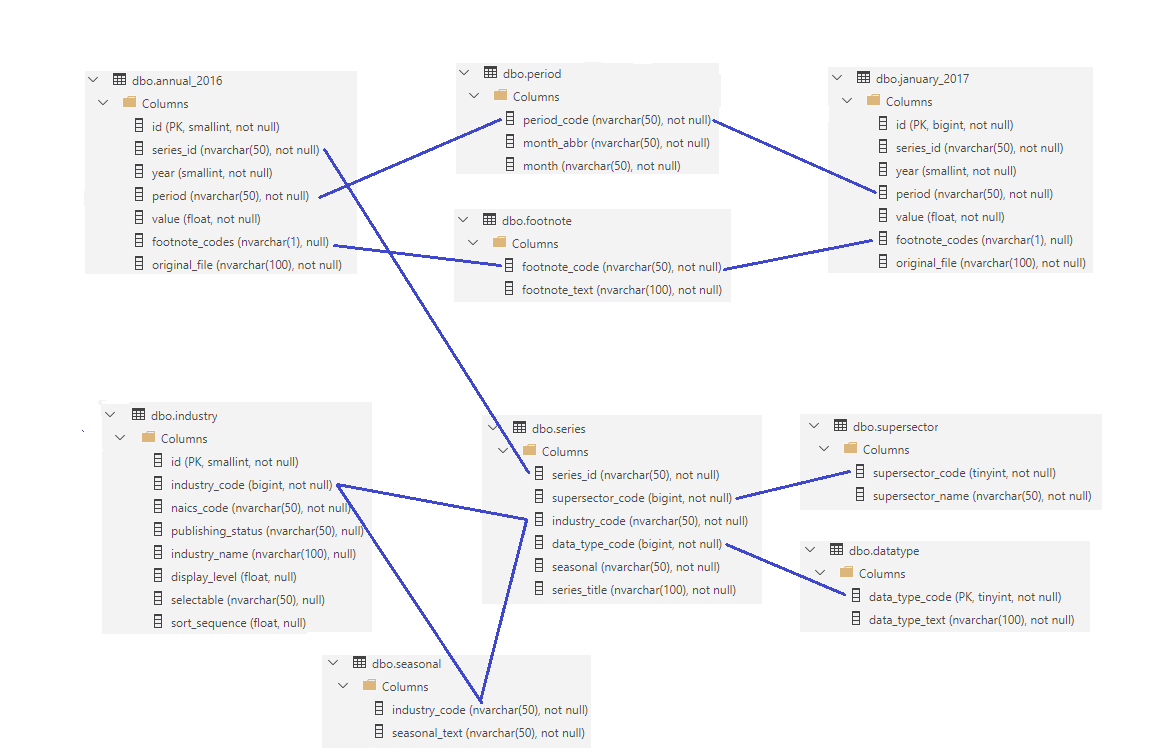 dbo.annual_2016
Columns
id (PK, smallint, not null)
series_id (nvarchar(50), not null)
year (smallint, not null)
period (nvarchar(50), not null)
value (float, not null)
footnote_codes (nvarchar(1), null)
original_file (nvarchar(100), not null)
dbo.period
Columns
period_code (nvarchar(50), not null)
month_abbr (nvarchar(50), not null)
month (nvarchar(50), not null)
dbo.january_2017
Columns
id (PK, bigint, not null)
series_id (nvarchar(50), not null)
year (smallint, not null)
period (nvarchar(50), not null)
value (float, not null)
footnote_codes (nvarchar(1), null)
original_file (nvarchar(100), not null)
dbo.footnote
Columns
footnote_code (nvarchar(50), not null)
footnote_text (nvarchar(100), not null)
dbo.industry
Columns
id (PK, smallint, not null)
industry_code (bigint, not null)
naics_code (nvarchar(50), not null)
publishing_status (nvarchar(50), null)
industry_name (nvarchar(100), null)
display_level (float, null)
selectable (nvarchar(50), null)
sort_sequence (float, null)
dbo.series
Columns
series_id (nvarchar(50), not null)
supersector_code (bigint, not null)
industry_code (nvarchar(50), not null)
data_type_code (bigint, not null)
seasonal (nvarchar(50), not null)
series_title (nvarchar(100), not null)
dbo.supersector
Columns
supersector_code (tinyint, not null)
supersector_name (nvarchar(50), not null)
dbo.datatype
Columns
data_type_code (PK, tinyint, not null)
data_type_text (nvarchar(100), not null)
dbo.seasonal
Columns
industry_code (nvarchar(50), not null)
seasonal_text (nvarchar(50), not null)